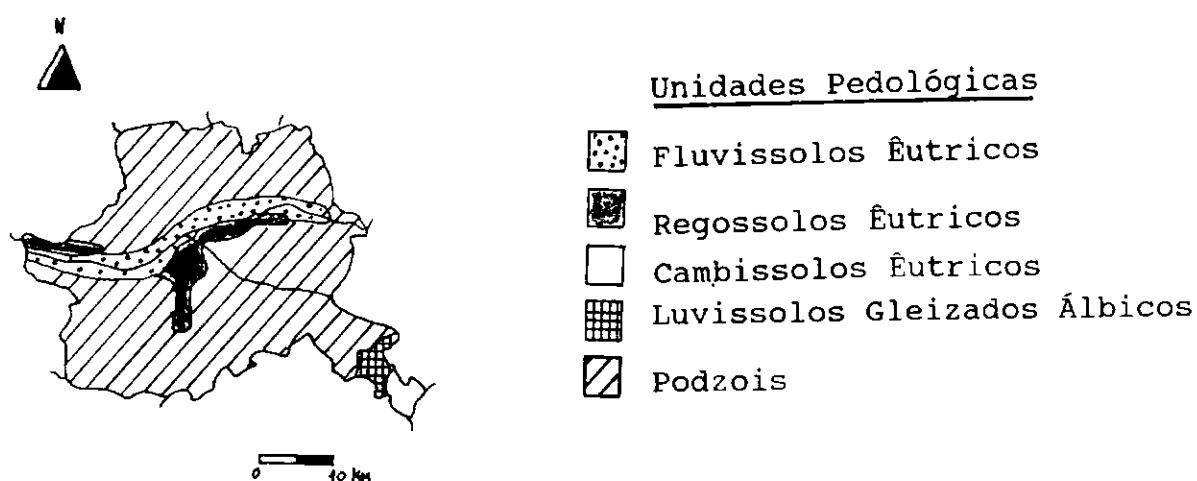 N
Unidades Pedológicas
Fluvissolos Êutricos
Regossolos Êutricos
Cambissolos Êutricos
Luvissolos Gleizados Álbicos
Podzois
0 10 KM